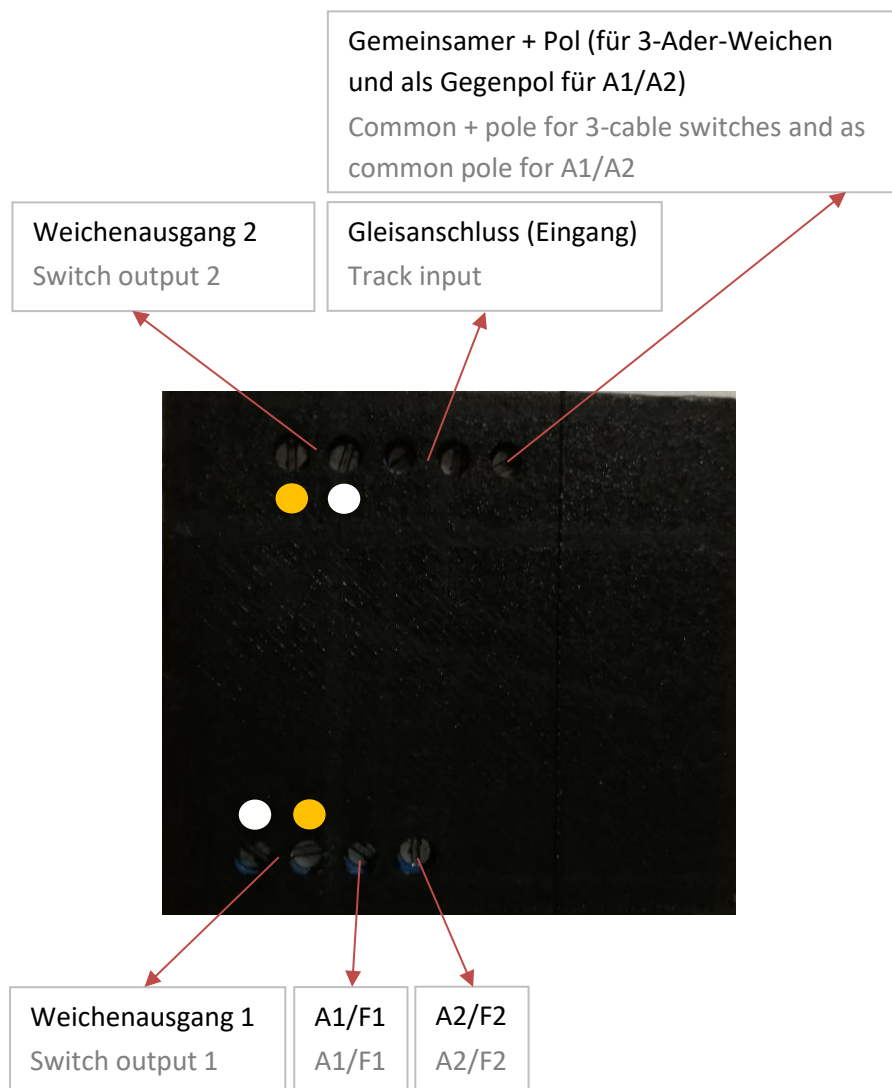 Gemeinsamer + Pol (für 3-Ader-Weichen
und als Gegenpol für A1/A2)
Common + pole for 3-cable switches and as
common pole for A1/A2
Weichenausgang 2
Switch output 2
Gleisanschluss (Eingang)
Track input
Weichenausgang 1
Switch output 1
A1/F1
A1/F1
A2/F2
A2/F2